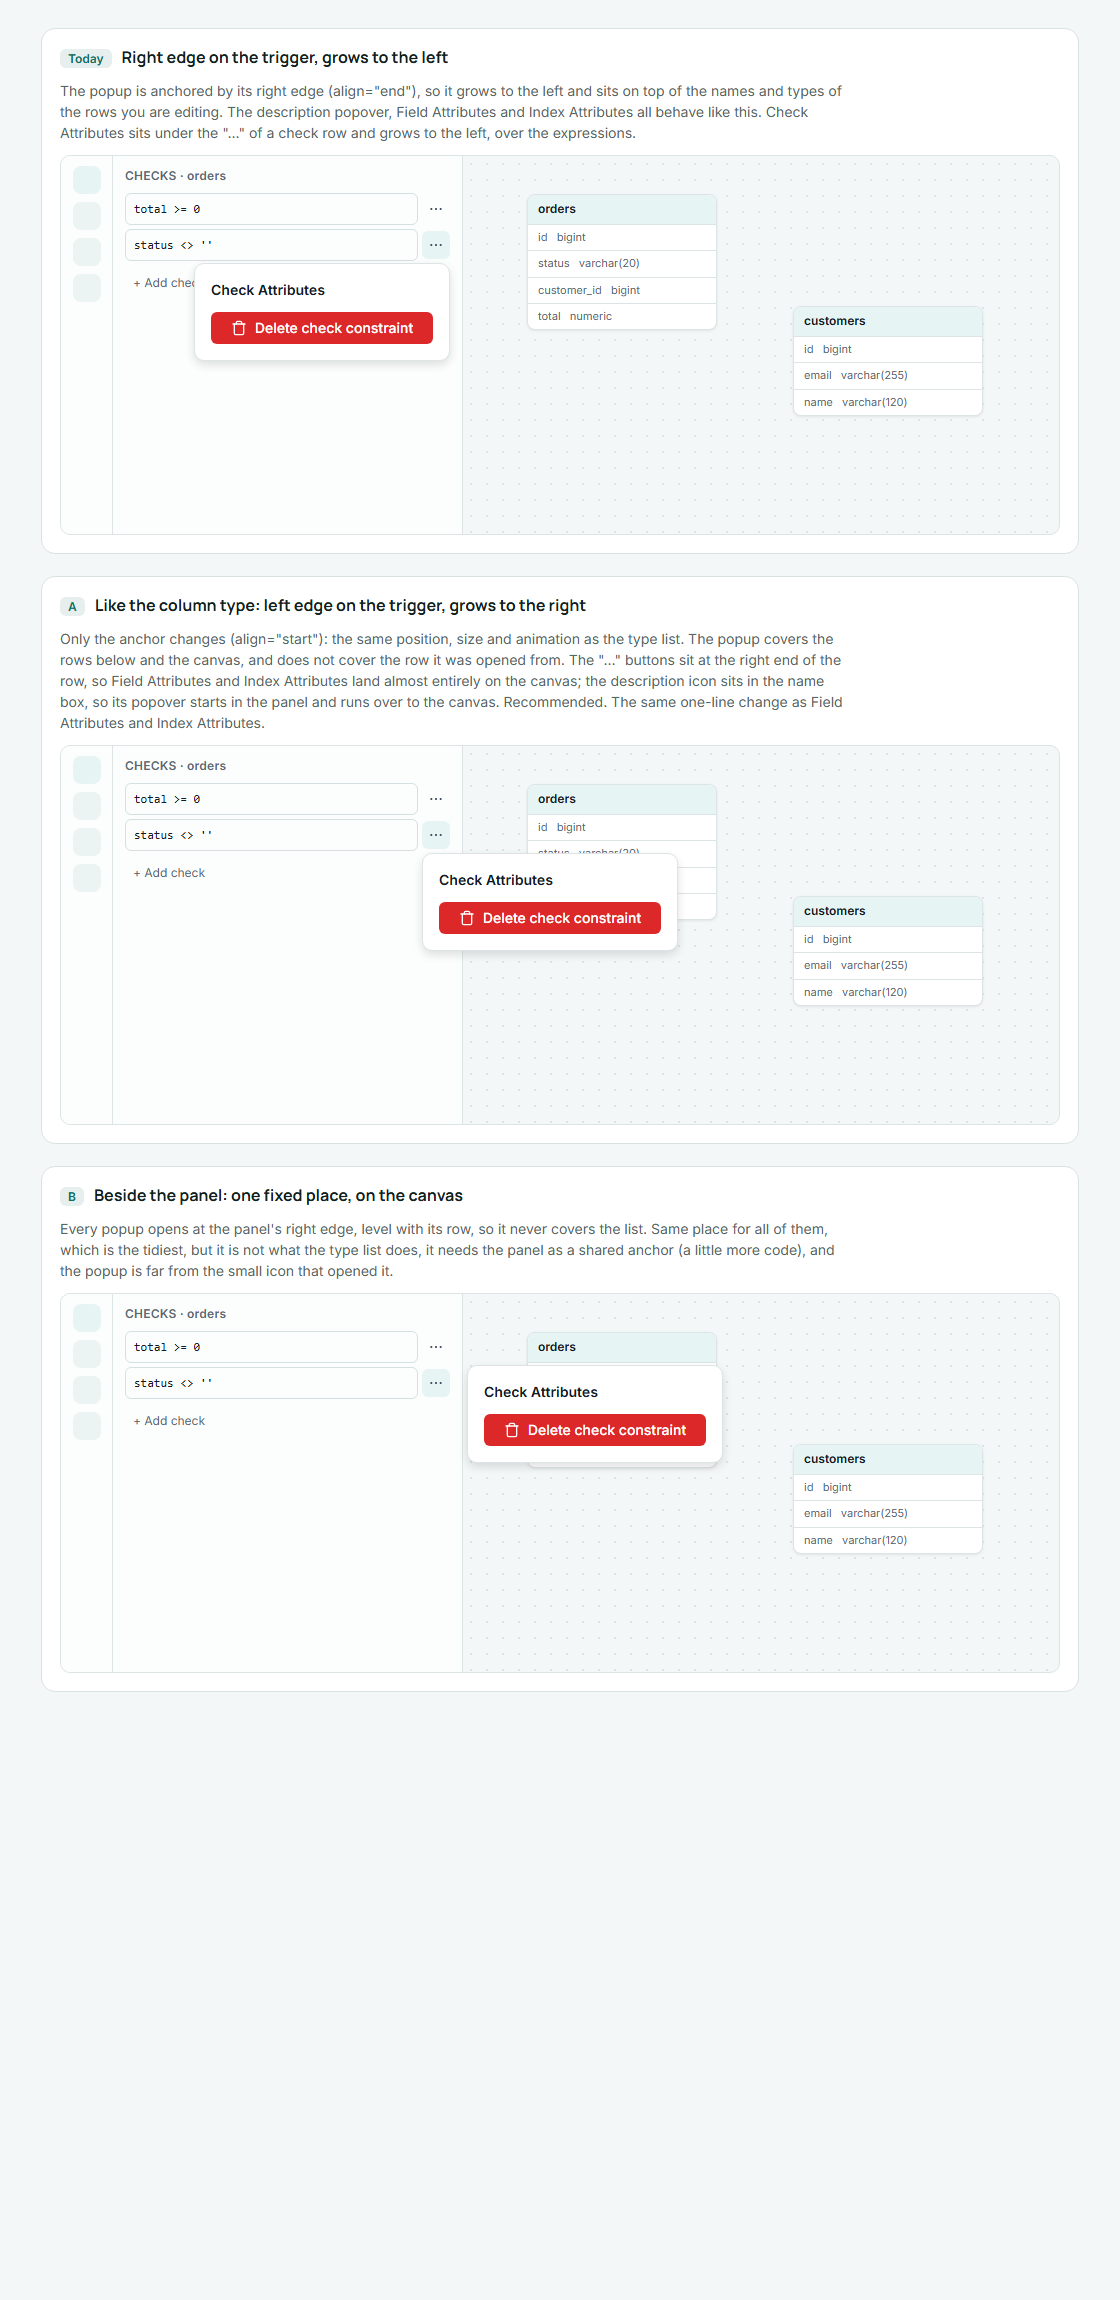 Today Right edge on the trigger, grows to the left
The popup is anchored by its right edge (align="end"), so it grows to the left and sits on top of the names and types of
the rows you are editing. The description popover, Field Attributes and Index Attributes all behave like this. Check
Attributes sits under the "..." of a check row and grows to the left, over the expressions.
CHECKS · orders
total >= 0
...
status <> ''
...
+ Add chec
Check Attributes
Delete check constraint
orders
id bigint
status varchar(20)
customer_id bigint
total numeric
customers
id bigint
email varchar(255)
name varchar(120)
A Like the column type: left edge on the trigger, grows to the right
Only the anchor changes (align="start"): the same position, size and animation as the type list. The popup covers the
rows below and the canvas, and does not cover the row it was opened from. The "..." buttons sit at the right end of the
row, so Field Attributes and Index Attributes land almost entirely on the canvas; the description icon sits in the name
box, so its popover starts in the panel and runs over to the canvas. Recommended. The same one-line change as Field
Attributes and Index Attributes.
CHECKS · orders
total >= 0
...
status <> ''
...
+ Add check
Check Attributes
Delete check constraint
orders
id bigint
status varchar(20)
customers
id bigint
email varchar(255)
name varchar(120)
B Beside the panel: one fixed place, on the canvas
Every popup opens at the panel's right edge, level with its row, so it never covers the list. Same place for all of them,
which is the tidiest, but it is not what the type list does, it needs the panel as a shared anchor (a little more code), and
the popup is far from the small icon that opened it.
CHECKS · orders
total >= 0
...
status <> ''
...
+ Add check
orders
Check Attributes
Delete check constraint
customers
id bigint
email varchar(255)
name varchar(120)